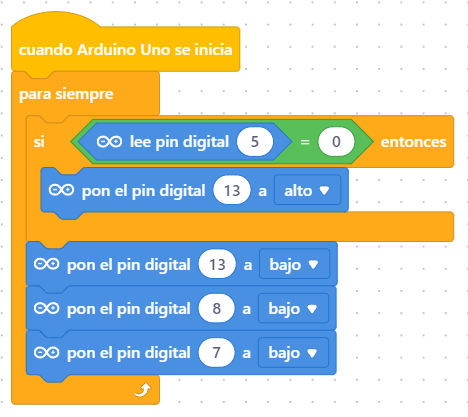 cuando Arduino Uno se inicia
para siempre
si lee pin digital 5 = 0 entonces
pon el pin digital 13 a alto
pon el pin digital 13 a bajo
pon el pin digital 8 a bajo
pon el pin digital 7 a bajo